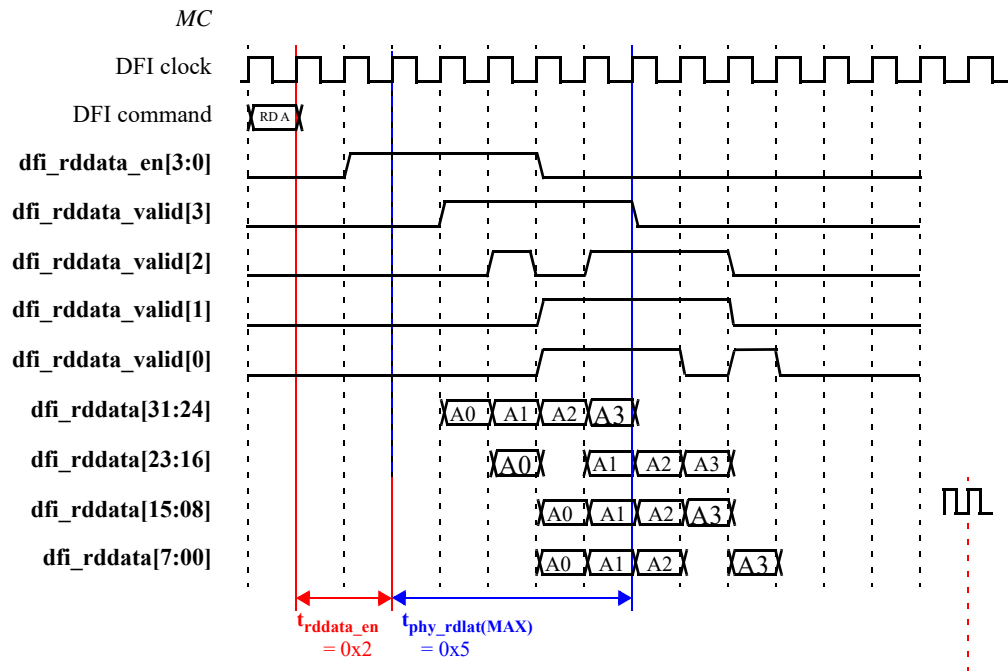 MC
DFI clock
DFI command
RD A
dfi_rddata_en[3:0]
dfi_rddata_valid[3]
dfi_rddata_valid[2]
dfi_rddata_valid[1]
dfi_rddata_valid[0]
dfi_rddata[31:24]
A0 A1 A2 A3
dfi_rddata[23:16]
A0 A1 A2 A3
dfi_rddata[15:08]
A0 A1 A2 A3
dfi_rddata[7:00]
A0 A1 A2 A3
trddata_en tphy_rdlat(MAX)
= 0x2 = 0x5